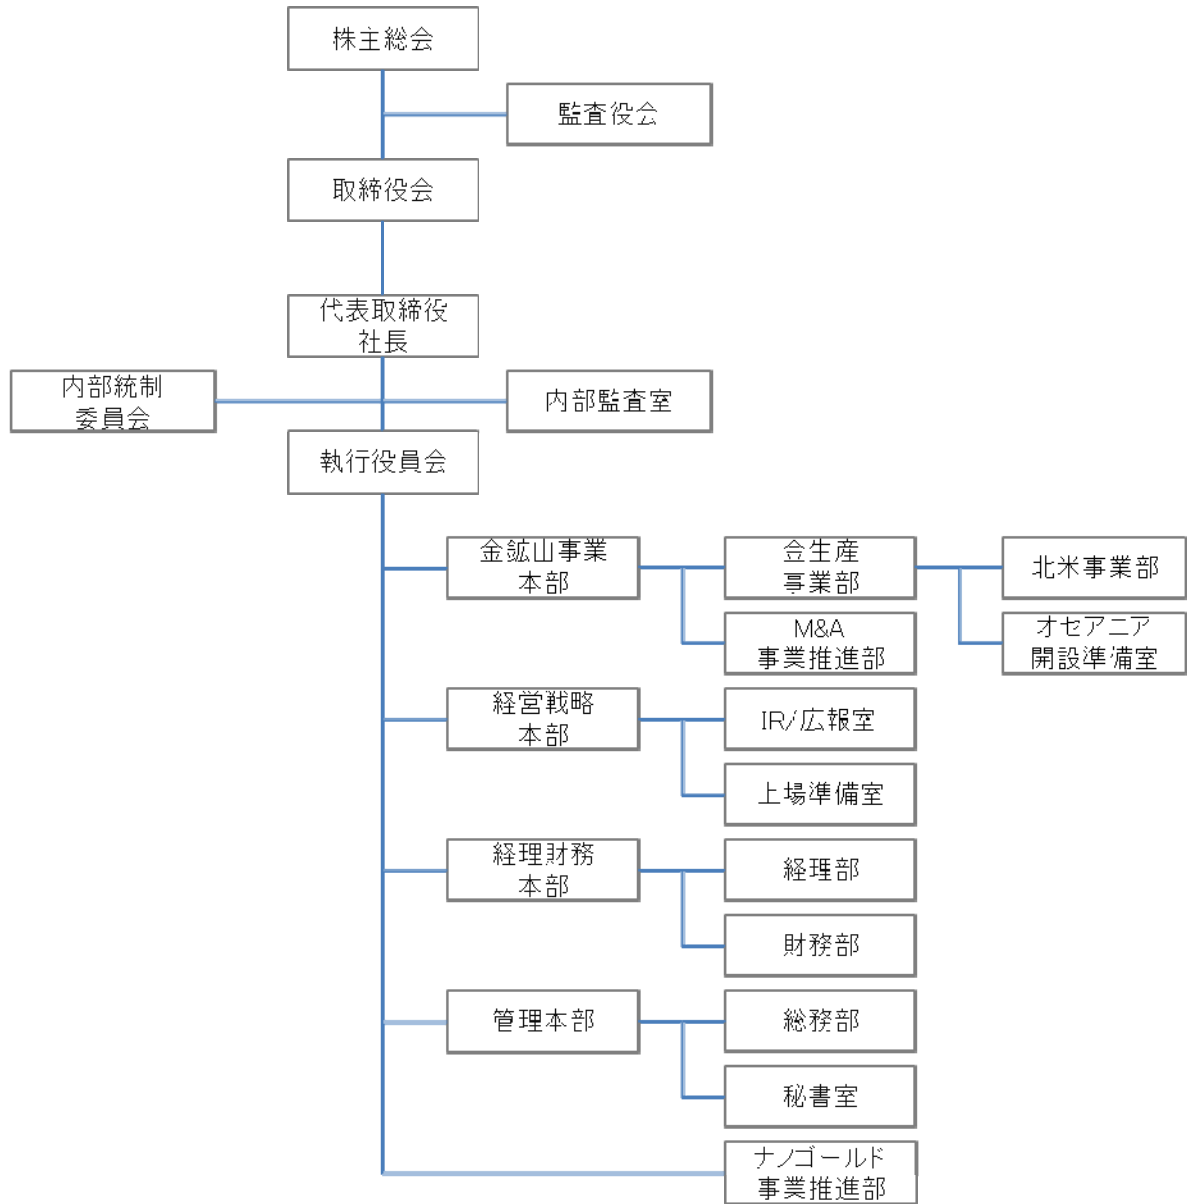 株主総会
監査役会
取締役会
代表取締役
社長
内部統制
委員会
内部監査室
執行役員会
金鉱山事業
本部
金生産
事業部
北米事業部
M&A
事業推進部
オセアニア
開設準備室
経営戦略
本部
IR/広報室
上場準備室
経理財務
本部
経理部
財務部
管理本部
総務部
秘書室
ナノゴールド
事業推進部